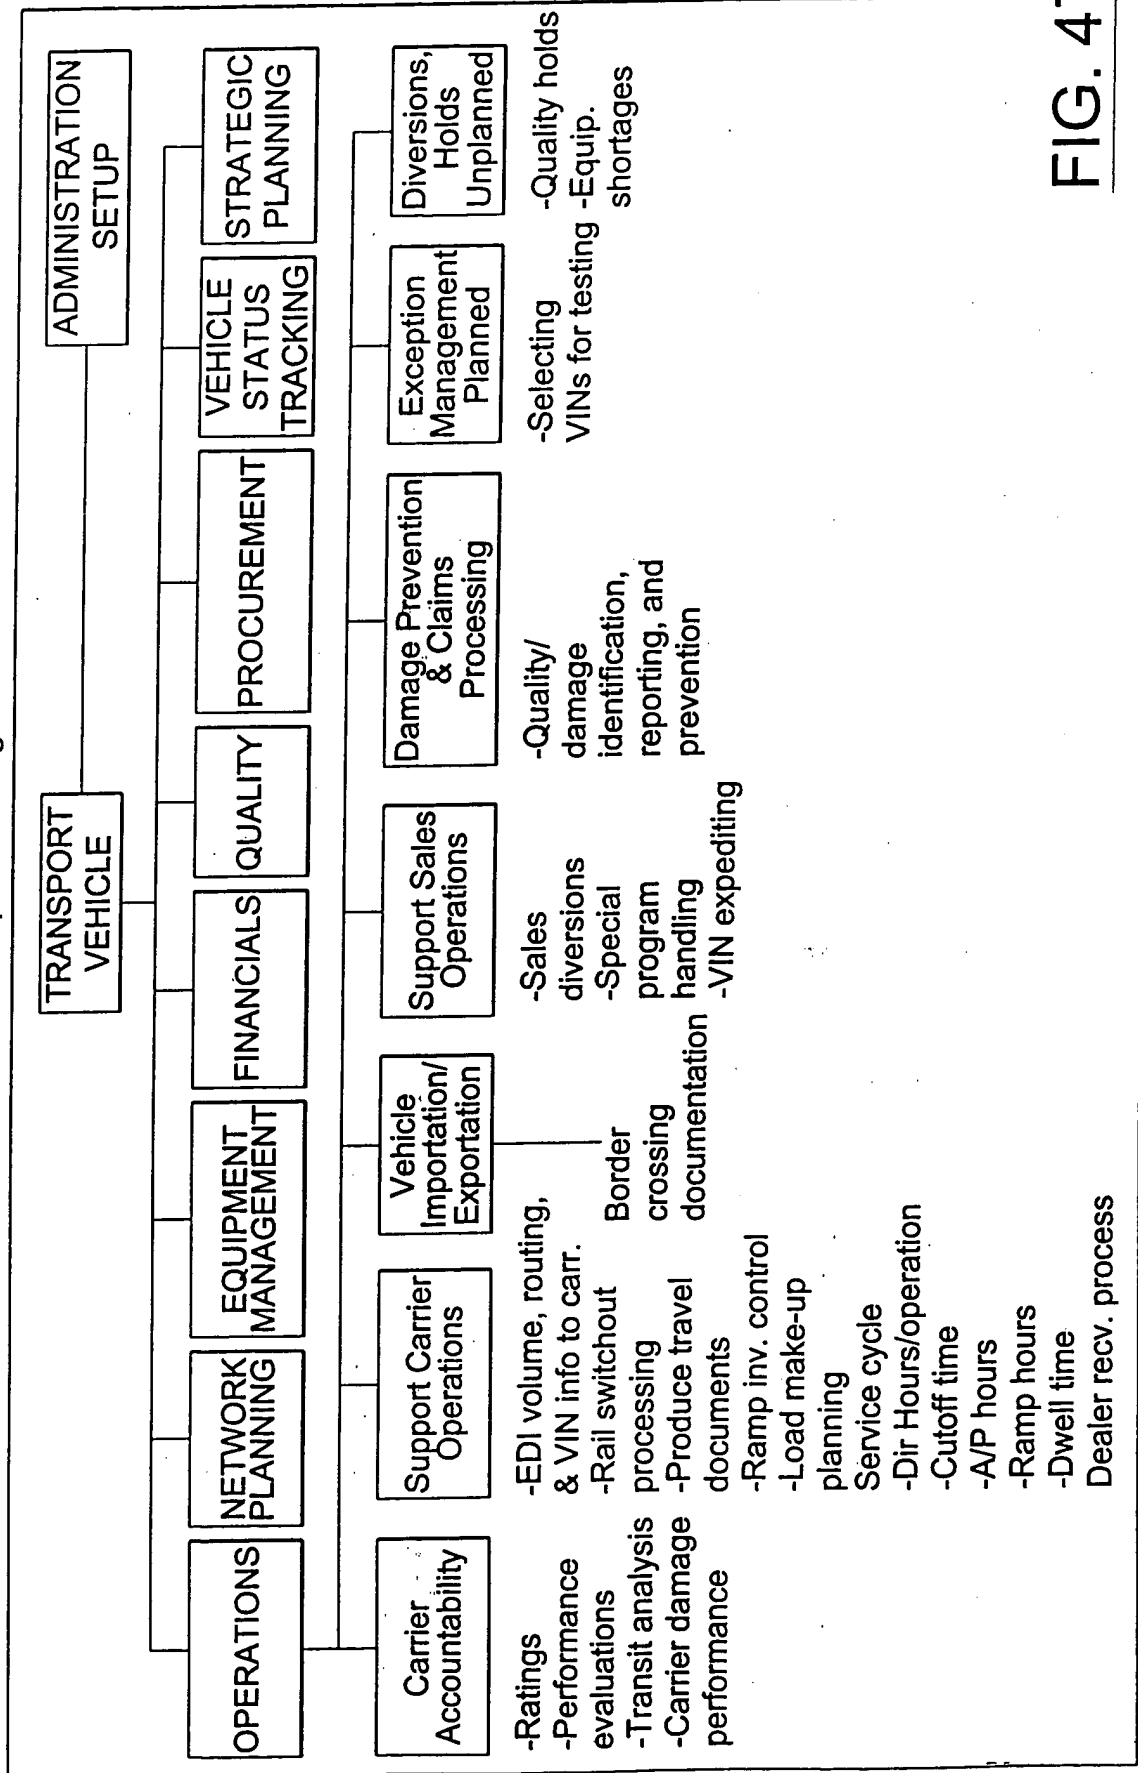 TRANSPORT
VEHICLE
ADMINISTRATION
SETUP
OPERATIONS
NETWORK
PLANNING
EQUIPMENT
MANAGEMENT
FINANCIALS
QUALITY
PROCUREMENT
VEHICLE
STATUS
TRACKING
STRATEGIC
PLANNING
Carrier
Accountability
-Ratings
-Performance
evaluations
-Transit analysis
-Carrier damage
performance
Support Carrier
Operations
-EDI volume, routing,
& VIN info to carr.
-Rail switchout
processing
-Produce travel
documents
-Ramp inv. control
-Load make-up
planning
Service cycle
-Dir Hours/operation
-Cutoff time
-A/P hours
-Ramp hours
-Dwell time
Dealer recv. process
Vehicle
Importation/
Exportation
Border
crossing
documentation
Support Sales
Operations
-Sales
diversions
-Special
program
handling
-VIN expediting
Damage Prevention
& Claims
Processing
-Quality/
damage
identification,
reporting, and
prevention
Exception
Management
Planned
-Selecting
VINs for testing
Diversions,
Holds
Unplanned
-Quality holds
-Equip.
shortages
FIG. 4